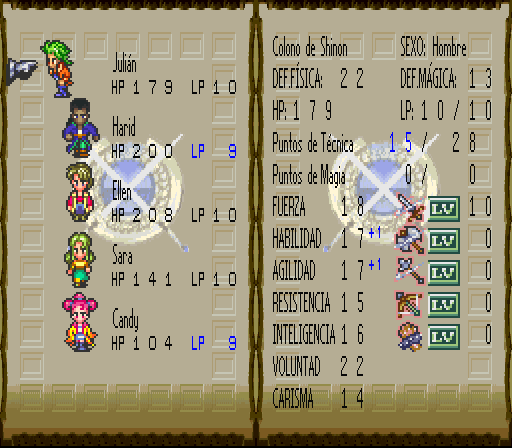 Julián
HP 179 LP 10
Harid
HP 200 LP 9
Ellen
HP 208 LP 10
Sara
HP 141 LP 10
Candy
HP 104 LP 9
Colono de Shinon SEXO: Hombre
DEF.FÍSICA: 22 DEF.MÁGICA: 13
HP: 179 LP: 10/10
Puntos de Técnica 15/ 28
Puntos de Magia 0/ 0
FUERZA 18 LV 10
HABILIDAD 17+1 LV 0
AGILIDAD 17+1 LV 0
RESISTENCIA 15 LV 0
INTELIGENCIA 16 LV 0
VOLUNTAD 22
CARISMA 14